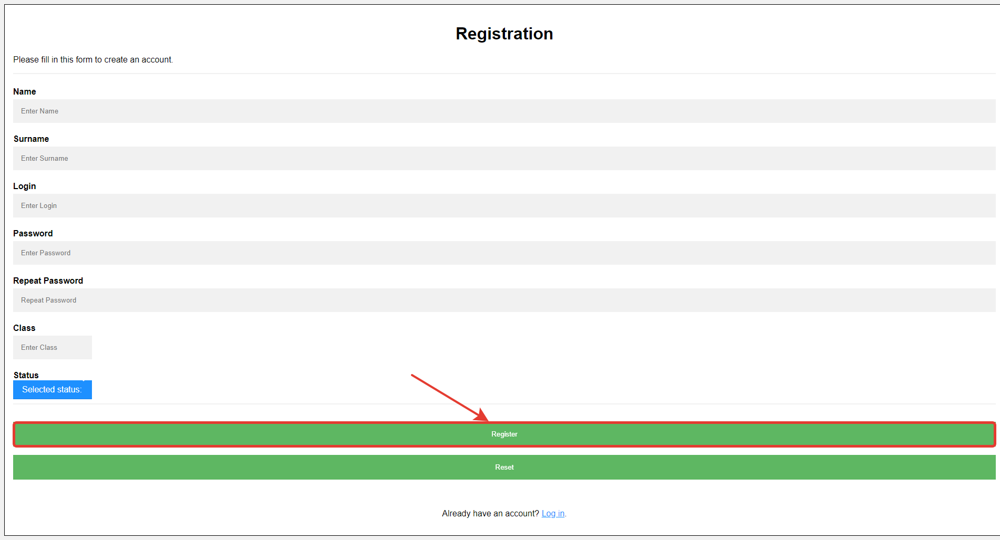 Registration
Please fill in this form to create an account.
Name
Enter Name
Surname
Enter Surname
Login
Enter Login
Password
Enter Password
Repeat Password
Repeat Password
Class
Enter Class
Status
Selected status:
Register
Reset
Already have an account? Log in.